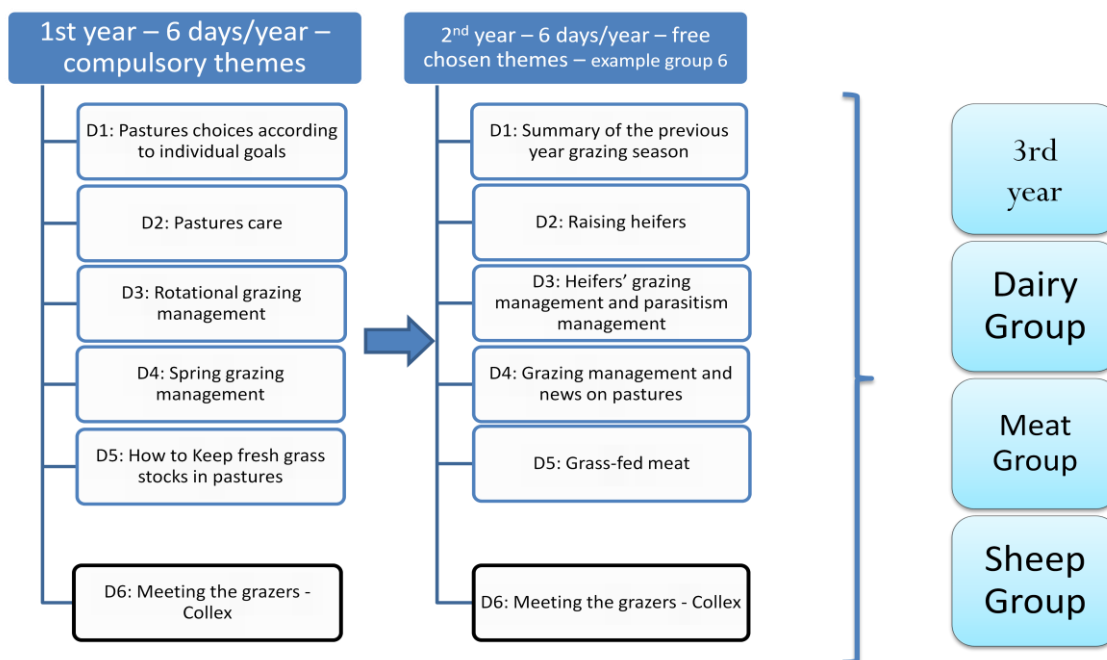 1st year – 6 days/year –
compulsory themes
D1: Pastures choices according
to individual goals
D2: Pastures care
D3: Rotational grazing
management
D4: Spring grazing
management
D5: How to Keep fresh grass
stocks in pastures
D6: Meeting the grazers -
Collex
2nd year – 6 days/year – free
chosen themes – example group 6
D1: Summary of the previous
year grazing season
D2: Raising heifers
D3: Heifers’ grazing
management and parasitism
management
D4: Grazing management and
news on pastures
D5: Grass-fed meat
D6: Meeting the grazers - Collex
3rd
year
Dairy
Group
Meat
Group
Sheep
Group